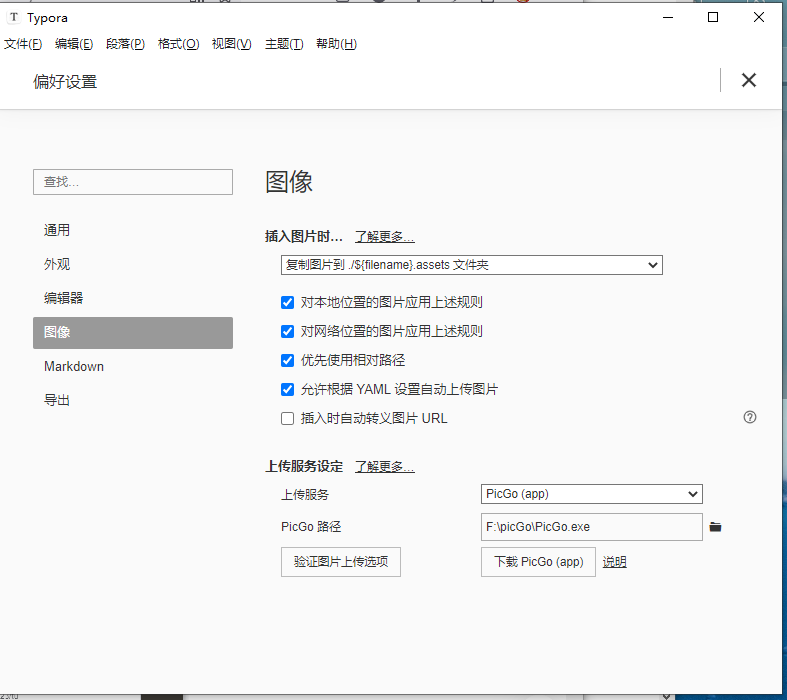 Typora
文件(F) 编辑(E) 段落(P) 格式(O) 视图(V) 主题(T) 帮助(H)
偏好设置
查找...
通用
外观
编辑器
图像
Markdown
导出
图像
插入图片时... 了解更多...
复制图片到 ./${filename}.assets 文件夹
对本地位置的图片应用上述规则
对网络位置的图片应用上述规则
优先使用相对路径
允许根据 YAML 设置自动上传图片
插入时自动转义图片 URL
上传服务设定 了解更多...
上传服务 PicGo (app)
PicGo 路径 F:\picGo\PicGo.exe
验证图片上传选项 下载 PicGo (app) 说明